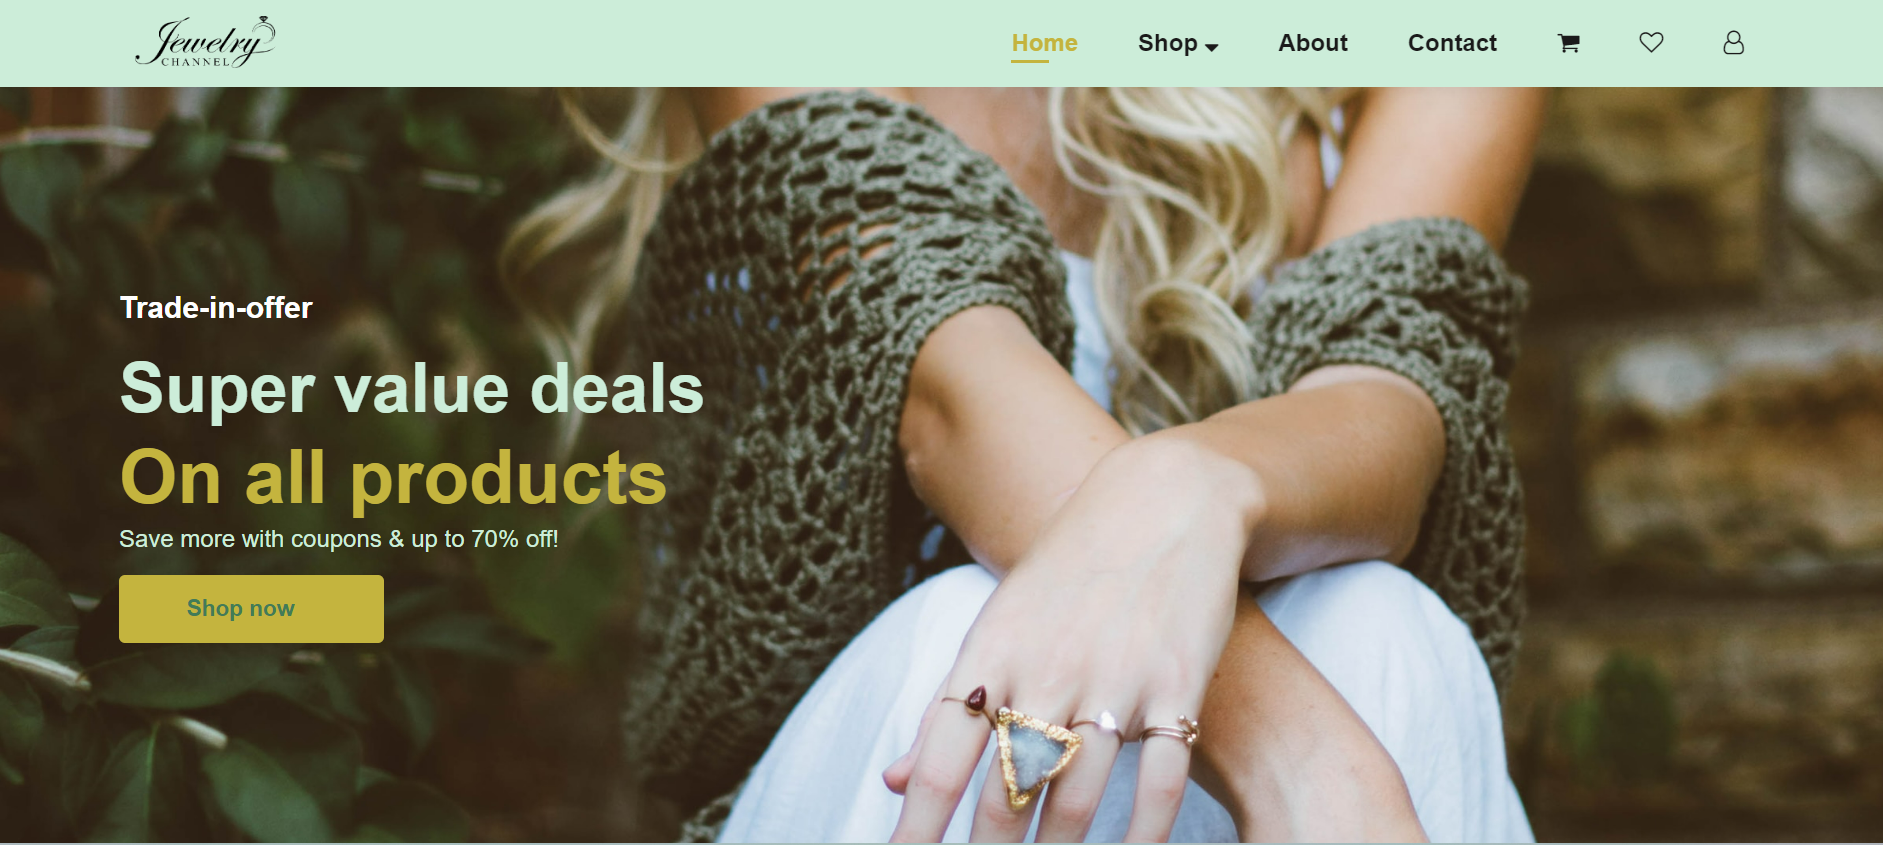 Jewelry
CHANNEL
Home
Shop
About
Contact
Trade-in-offer
Super value deals
On all products
Save more with coupons & up to 70% off!
Shop now